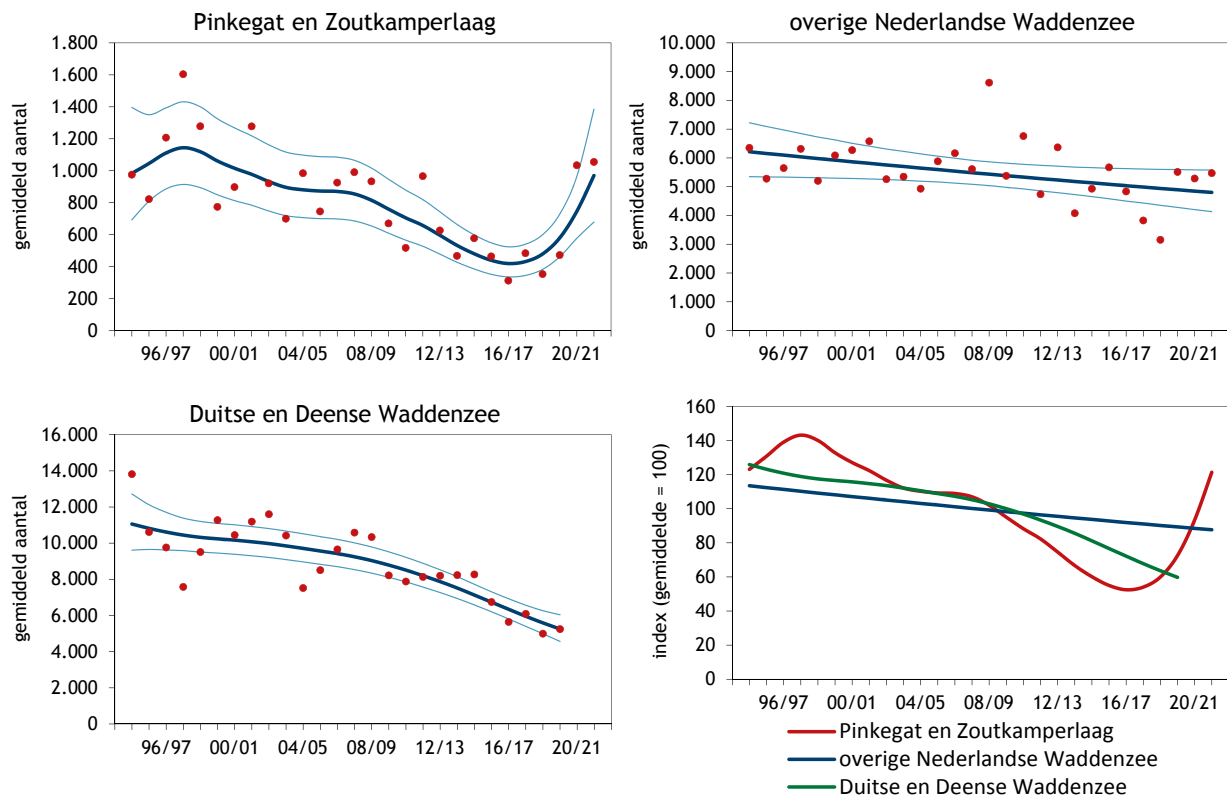 Pinkegat en Zoutkamperlaag
gemiddeld aantal
1.800
1.600
1.400
1.200
1.000
800
600
400
200
0
96/97 00/01 04/05 08/09 12/13 16/17 20/21
overige Nederlandse Waddenzee
gemiddeld aantal
10.000
9.000
8.000
7.000
6.000
5.000
4.000
3.000
2.000
1.000
0
96/97 00/01 04/05 08/09 12/13 16/17 20/21
Duitse en Deense Waddenzee
gemiddeld aantal
16.000
14.000
12.000
10.000
8.000
6.000
4.000
2.000
0
96/97 00/01 04/05 08/09 12/13 16/17 20/21
index (gemiddelde = 100)
160
140
120
100
80
60
40
20
0
96/97 00/01 04/05 08/09 12/13 16/17 20/21
Pinkegat en Zoutkamperlaag
overige Nederlandse Waddenzee
Duitse en Deense Waddenzee